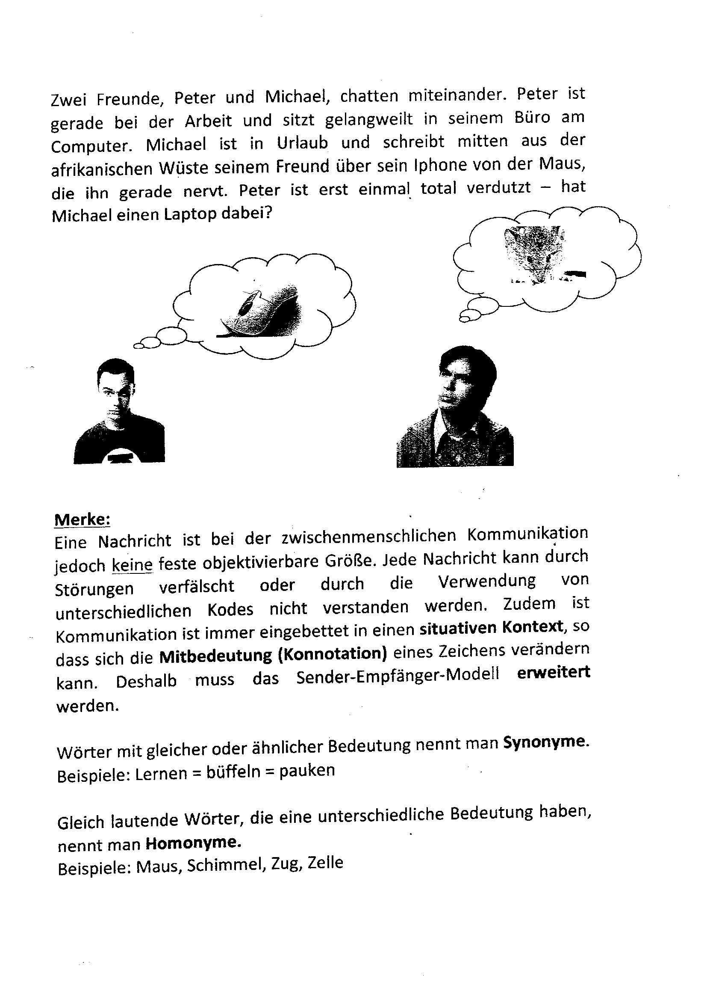 Zwei Freunde, Peter und Michael, chatten miteinander. Peter ist
gerade bei der Arbeit und sitzt gelangweilt in seinem Büro am
Computer. Michael ist in Urlaub und schreibt mitten aus der
afrikanischen Wüste seinem Freund über sein Iphone von der Maus,
die ihn gerade nervt. Peter ist erst einmal total verdutzt – hat
Michael einen Laptop dabei?
Merke:
Eine Nachricht ist bei der zwischenmenschlichen Kommunikation
jedoch keine feste objektivierbare Größe. Jede Nachricht kann durch
Störungen verfälscht oder durch die Verwendung von
unterschiedlichen Kodes nicht verstanden werden. Zudem ist
Kommunikation ist immer eingebettet in einen situativen Kontext, so
dass sich die Mitbedeutung (Konnotation) eines Zeichens verändern
kann. Deshalb muss das Sender-Empfänger-Modell erweitert
werden.
Wörter mit gleicher oder ähnlicher Bedeutung nennt man Synonyme.
Beispiele: Lernen = büffeln = pauken
Gleich lautende Wörter, die eine unterschiedliche Bedeutung haben,
nennt man Homonyme.
Beispiele: Maus, Schimmel, Zug, Zelle